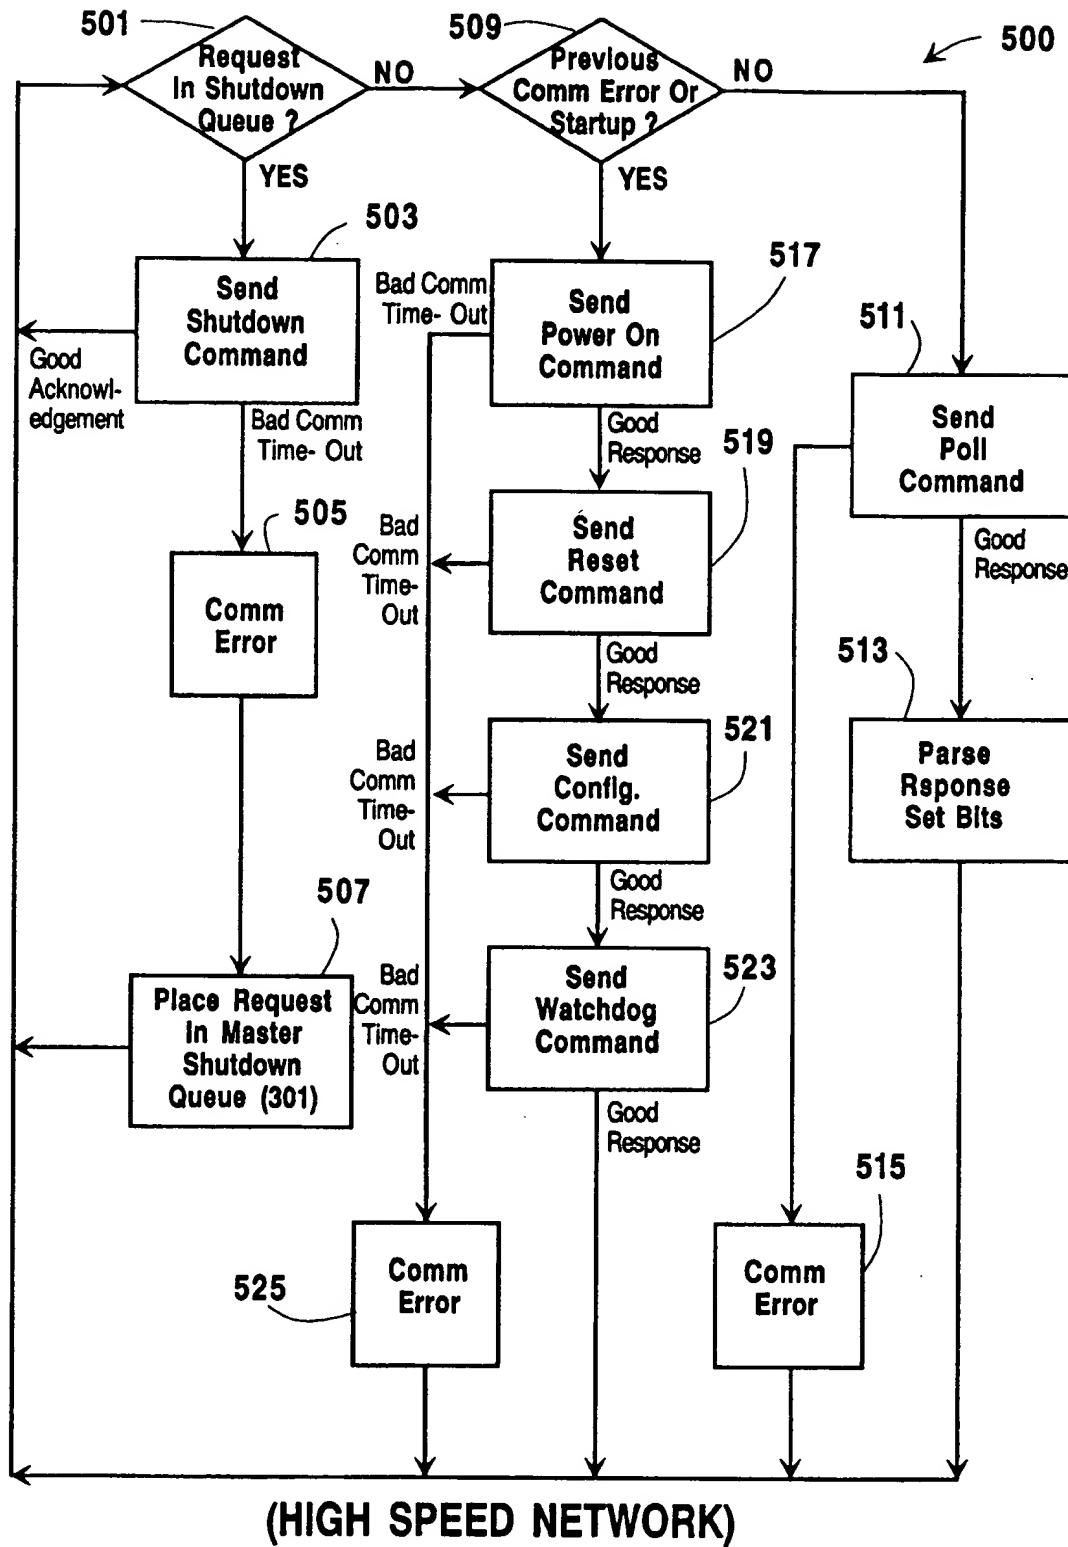 501
Request
In Shutdown
Queue ?
NO
YES
509
Previous
Comm Error Or
Startup ?
NO
YES
500
503
Send
Shutdown
Command
Good
Acknowl-
edgement
Bad Comm
Time- Out
505
Comm
Error
507
Place Request
In Master
Shutdown
Queue (301)
Bad Comm
Time- Out
517
Send
Power On
Command
Good
Response
519
Send
Reset
Command
Bad
Comm
Time-
Out
Good
Response
521
Send
Config.
Command
Bad
Comm
Time-
Out
Good
Response
523
Send
Watchdog
Command
Bad
Comm
Time-
Out
Good
Response
525
Comm
Error
511
Send
Poll
Command
Good
Response
513
Parse
Rsponse
Set Bits
515
Comm
Error
(HIGH SPEED NETWORK)